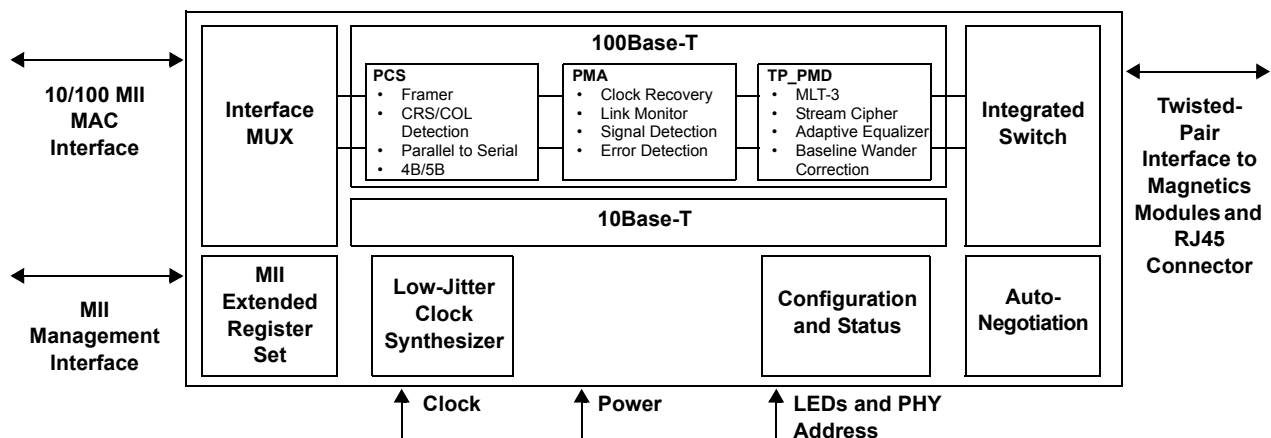 10/100 MII
MAC
Interface
MII
Management
Interface
Interface
MUX
100Base-T
PCS
• Framer
• CRS/COL
Detection
• Parallel to Serial
• 4B/5B
PMA
• Clock Recovery
• Link Monitor
• Signal Detection
• Error Detection
TP_PMD
• MLT-3
• Stream Cipher
• Adaptive Equalizer
• Baseline Wander
Correction
10Base-T
Integrated
Switch
MII
Extended
Register
Set
Low-Jitter
Clock
Synthesizer
Configuration
and Status
Auto-
Negotiation
Twisted-
Pair
Interface to
Magnetics
Modules and
RJ45
Connector
Clock
Power
LEDs and PHY
Address